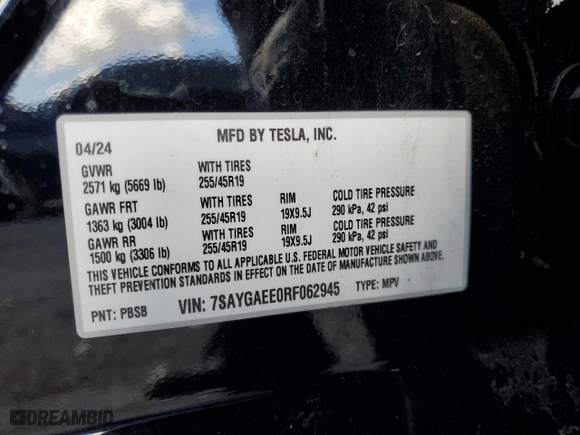 MFD BY TESLA, INC.
04/24
GVWR WITH TIRES
2571 kg (5669 lb) 255/45R19
GAWR FRT WITH TIRES RIM COLD TIRE PRESSURE
1363 kg (3004 lb) 255/45R19 19X9.5J 290 kPa, 42 psi
GAWR RR WITH TIRES RIM COLD TIRE PRESSURE
1500 kg (3306 lb) 255/45R19 19X9.5J 290 kPa, 42 psi
THIS VEHICLE CONFORMS TO ALL APPLICABLE U.S. FEDERAL MOTOR VEHICLE SAFETY AND
THEFT PREVENTION STANDARDS IN EFFECT ON THE DATE OF MANUFACTURE SHOWN ABOVE.
PNT: PBSB VIN: 7SAYGAEE0RF062945 TYPE: MPV
DREAMBID